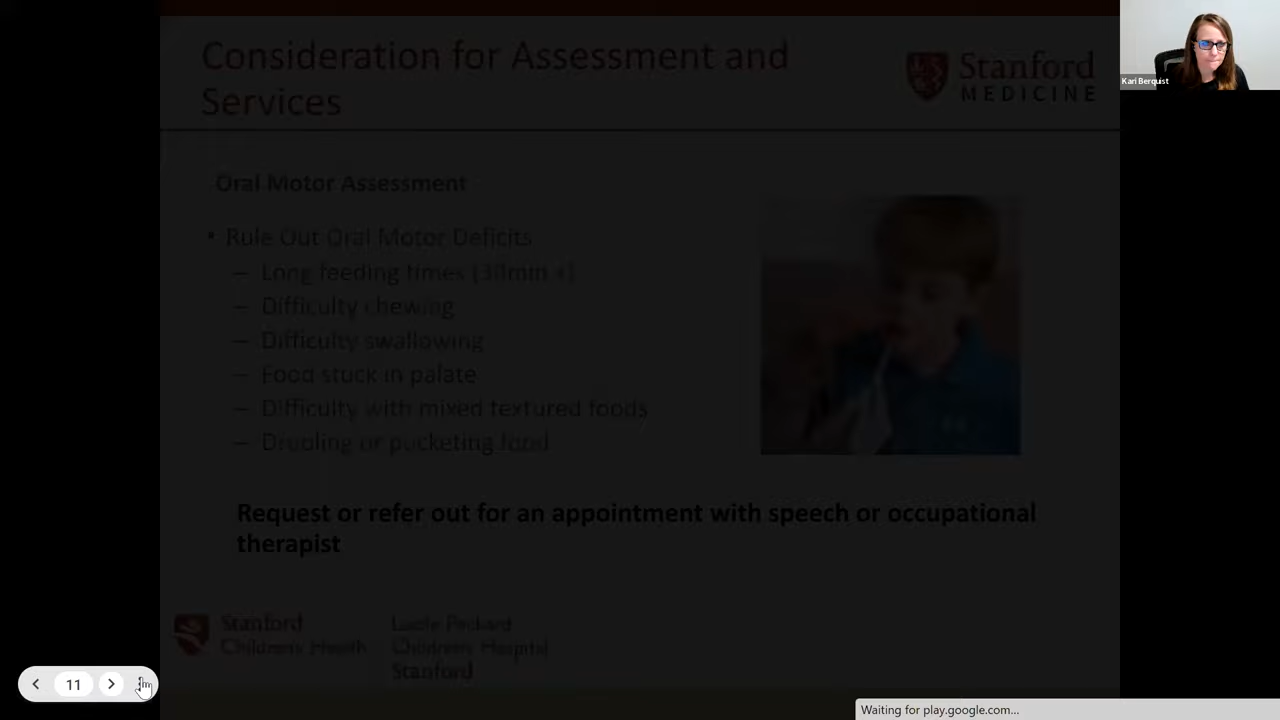 Consideration for Assessment and
Services
Stanford
MEDICINE
Kari Berquist
Oral Motor Assessment
• Rule Out Oral Motor Deficits
– Long feeding times (30min +)
– Difficulty chewing
– Difficulty swallowing
– Food stuck in palate
– Difficulty with mixed textured foods
– Drooling or pocketing food
Request or refer out for an appointment with speech or occupational
therapist
Stanford
Children's Health
Lucile Packard
Children's Hospital
Stanford
11
Waiting for play.google.com...